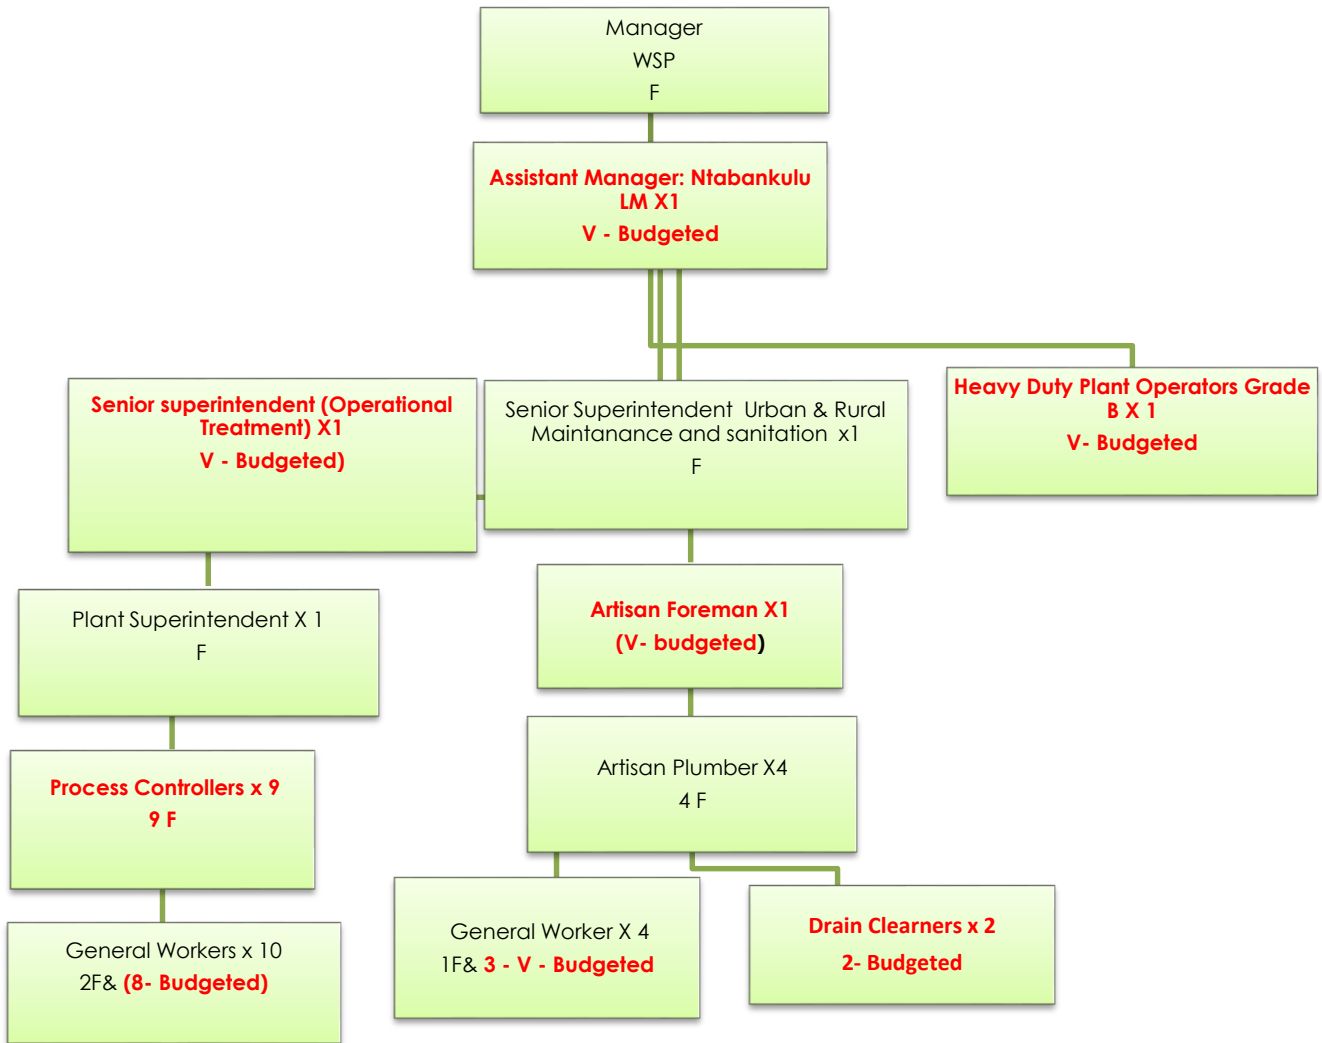 Manager
WSP
F
Assistant Manager: Ntabankulu
LM X1
V - Budgeted
Senior superintendent (Operational
Treatment) X1
V - Budgeted)
Senior Superintendent Urban & Rural
Maintanance and sanitation x1
F
Heavy Duty Plant Operators Grade
B X 1
V- Budgeted
Plant Superintendent X 1
F
Artisan Foreman X1
(V- budgeted)
Process Controllers x 9
9 F
Artisan Plumber X4
4 F
General Workers x 10
2F& (8- Budgeted)
General Worker X 4
1F& 3 - V - Budgeted
Drain Clearners x 2
2- Budgeted